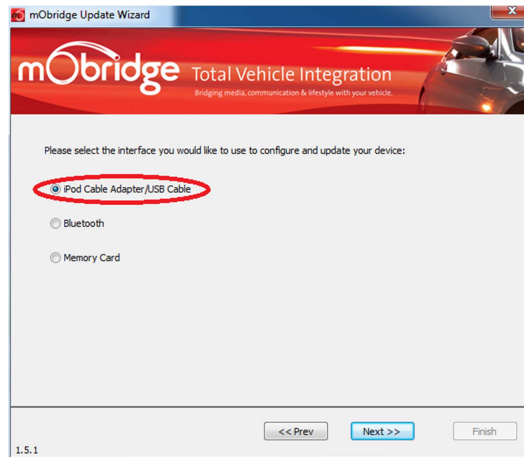 mObridge Update Wizard
mObridge Total Vehicle Integration
Bridging media, communication & lifestyle with your vehicle.
Please select the interface you would like to use to configure and update your device:
iPod Cable Adapter/USB Cable
Bluetooth
Memory Card
<< Prev Next >> Finish
1.5.1